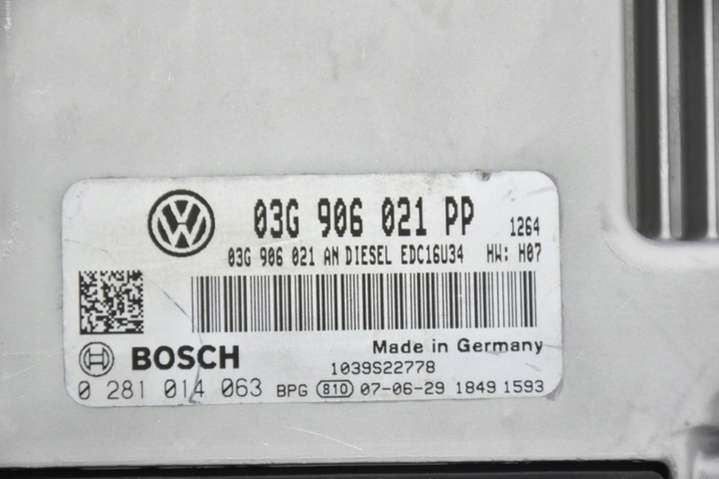 03G 906 021 PP 1264
03G 906 021 AN DIESEL EDC16U34 HW: H07
BOSCH Made in Germany
1039S22778
0 281 014 063 BPG 810 07-06-29 1849 1593